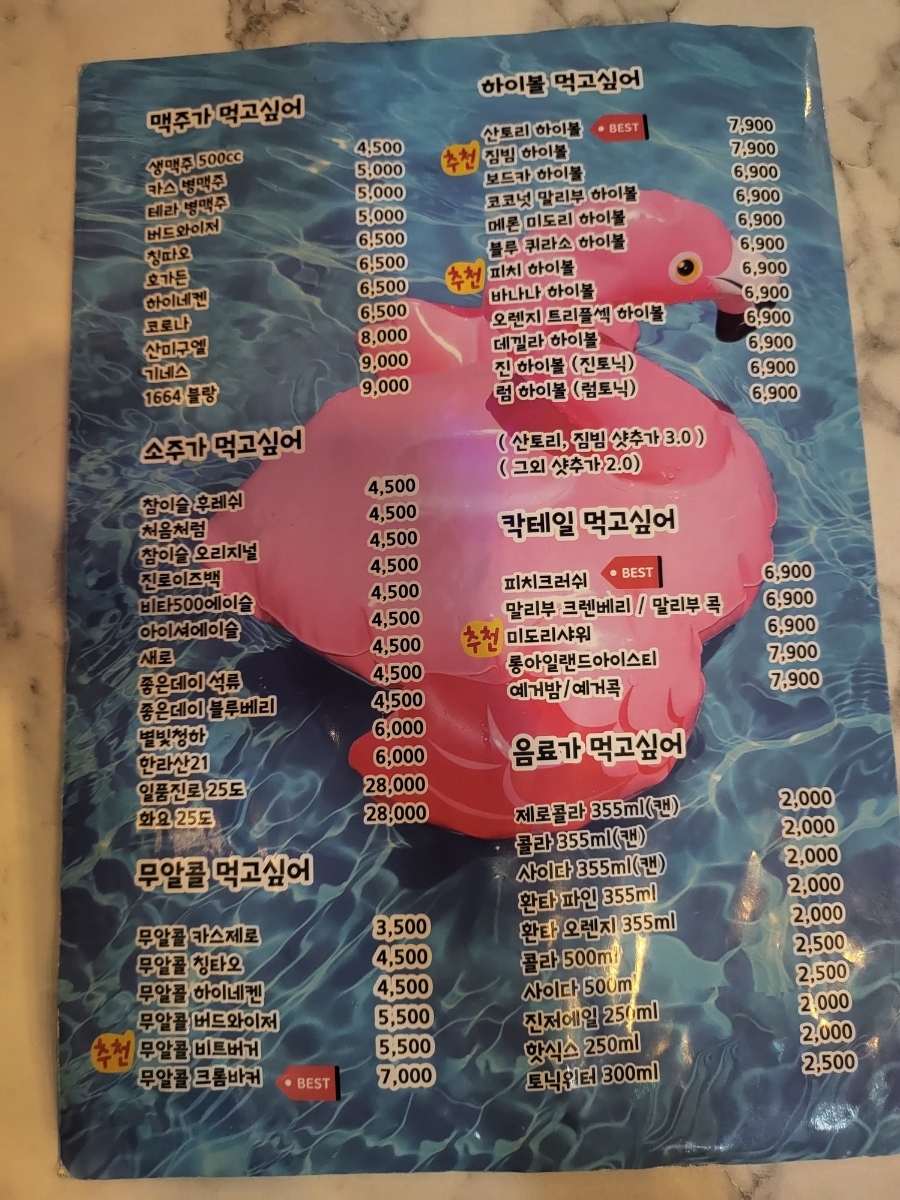 맥주가 먹고싶어
생맥주 500cc 4,500
카스 병맥주 5,000
테라 병맥주 5,000
버드와이저 5,000
칭따오 6,500
호가든 6,500
하이네켄 6,500
코로나 6,500
산미구엘 8,000
기네스 9,000
1664 블랑 9,000
소주가 먹고싶어
참이슬 후레쉬 4,500
처음처럼 4,500
참이슬 오리지널 4,500
진로이즈백 4,500
비타500에이슬 4,500
아이셔에이슬 4,500
새로 4,500
좋은데이 석류 4,500
좋은데이 블루베리 4,500
별빛청하 6,000
한라산21 6,000
일품진로 25도 28,000
화요 25도 28,000
무알콜 먹고싶어
무알콜 카스제로 3,500
무알콜 칭타오 4,500
무알콜 하이네켄 4,500
무알콜 버드와이저 5,500
추천 무알콜 비트버거 5,500
무알콜 크롬바커 BEST 7,000
하이볼 먹고싶어
산토리 하이볼 BEST 7,900
추천 짐빔 하이볼 7,900
보드카 하이볼 6,900
코코넛 말리부 하이볼 6,900
메론 미도리 하이볼 6,900
블루 퀴라소 하이볼 6,900
추천 피치 하이볼 6,900
바나나 하이볼 6,900
오렌지 트리플섹 하이볼 6,900
데낄라 하이볼 6,900
진 하이볼 (진토닉) 6,900
럼 하이볼 (럼토닉) 6,900
( 산토리, 짐빔 샷추가 3.0 )
( 그외 샷추가 2.0)
칵테일 먹고싶어
피치크러쉬 BEST 6,900
말리부 크렌베리 / 말리부 콕 6,900
추천 미도리샤워 6,900
롱아일랜드아이스티 7,900
예거밤/예거콕 7,900
음료가 먹고싶어
제로콜라 355ml(캔) 2,000
콜라 355ml(캔) 2,000
사이다 355ml(캔) 2,000
환타 파인 355ml 2,000
환타 오렌지 355ml 2,000
콜라 500ml 2,500
사이다 500ml 2,500
진저에일 250ml 2,000
핫식스 250ml 2,000
토닉워터 300ml 2,500